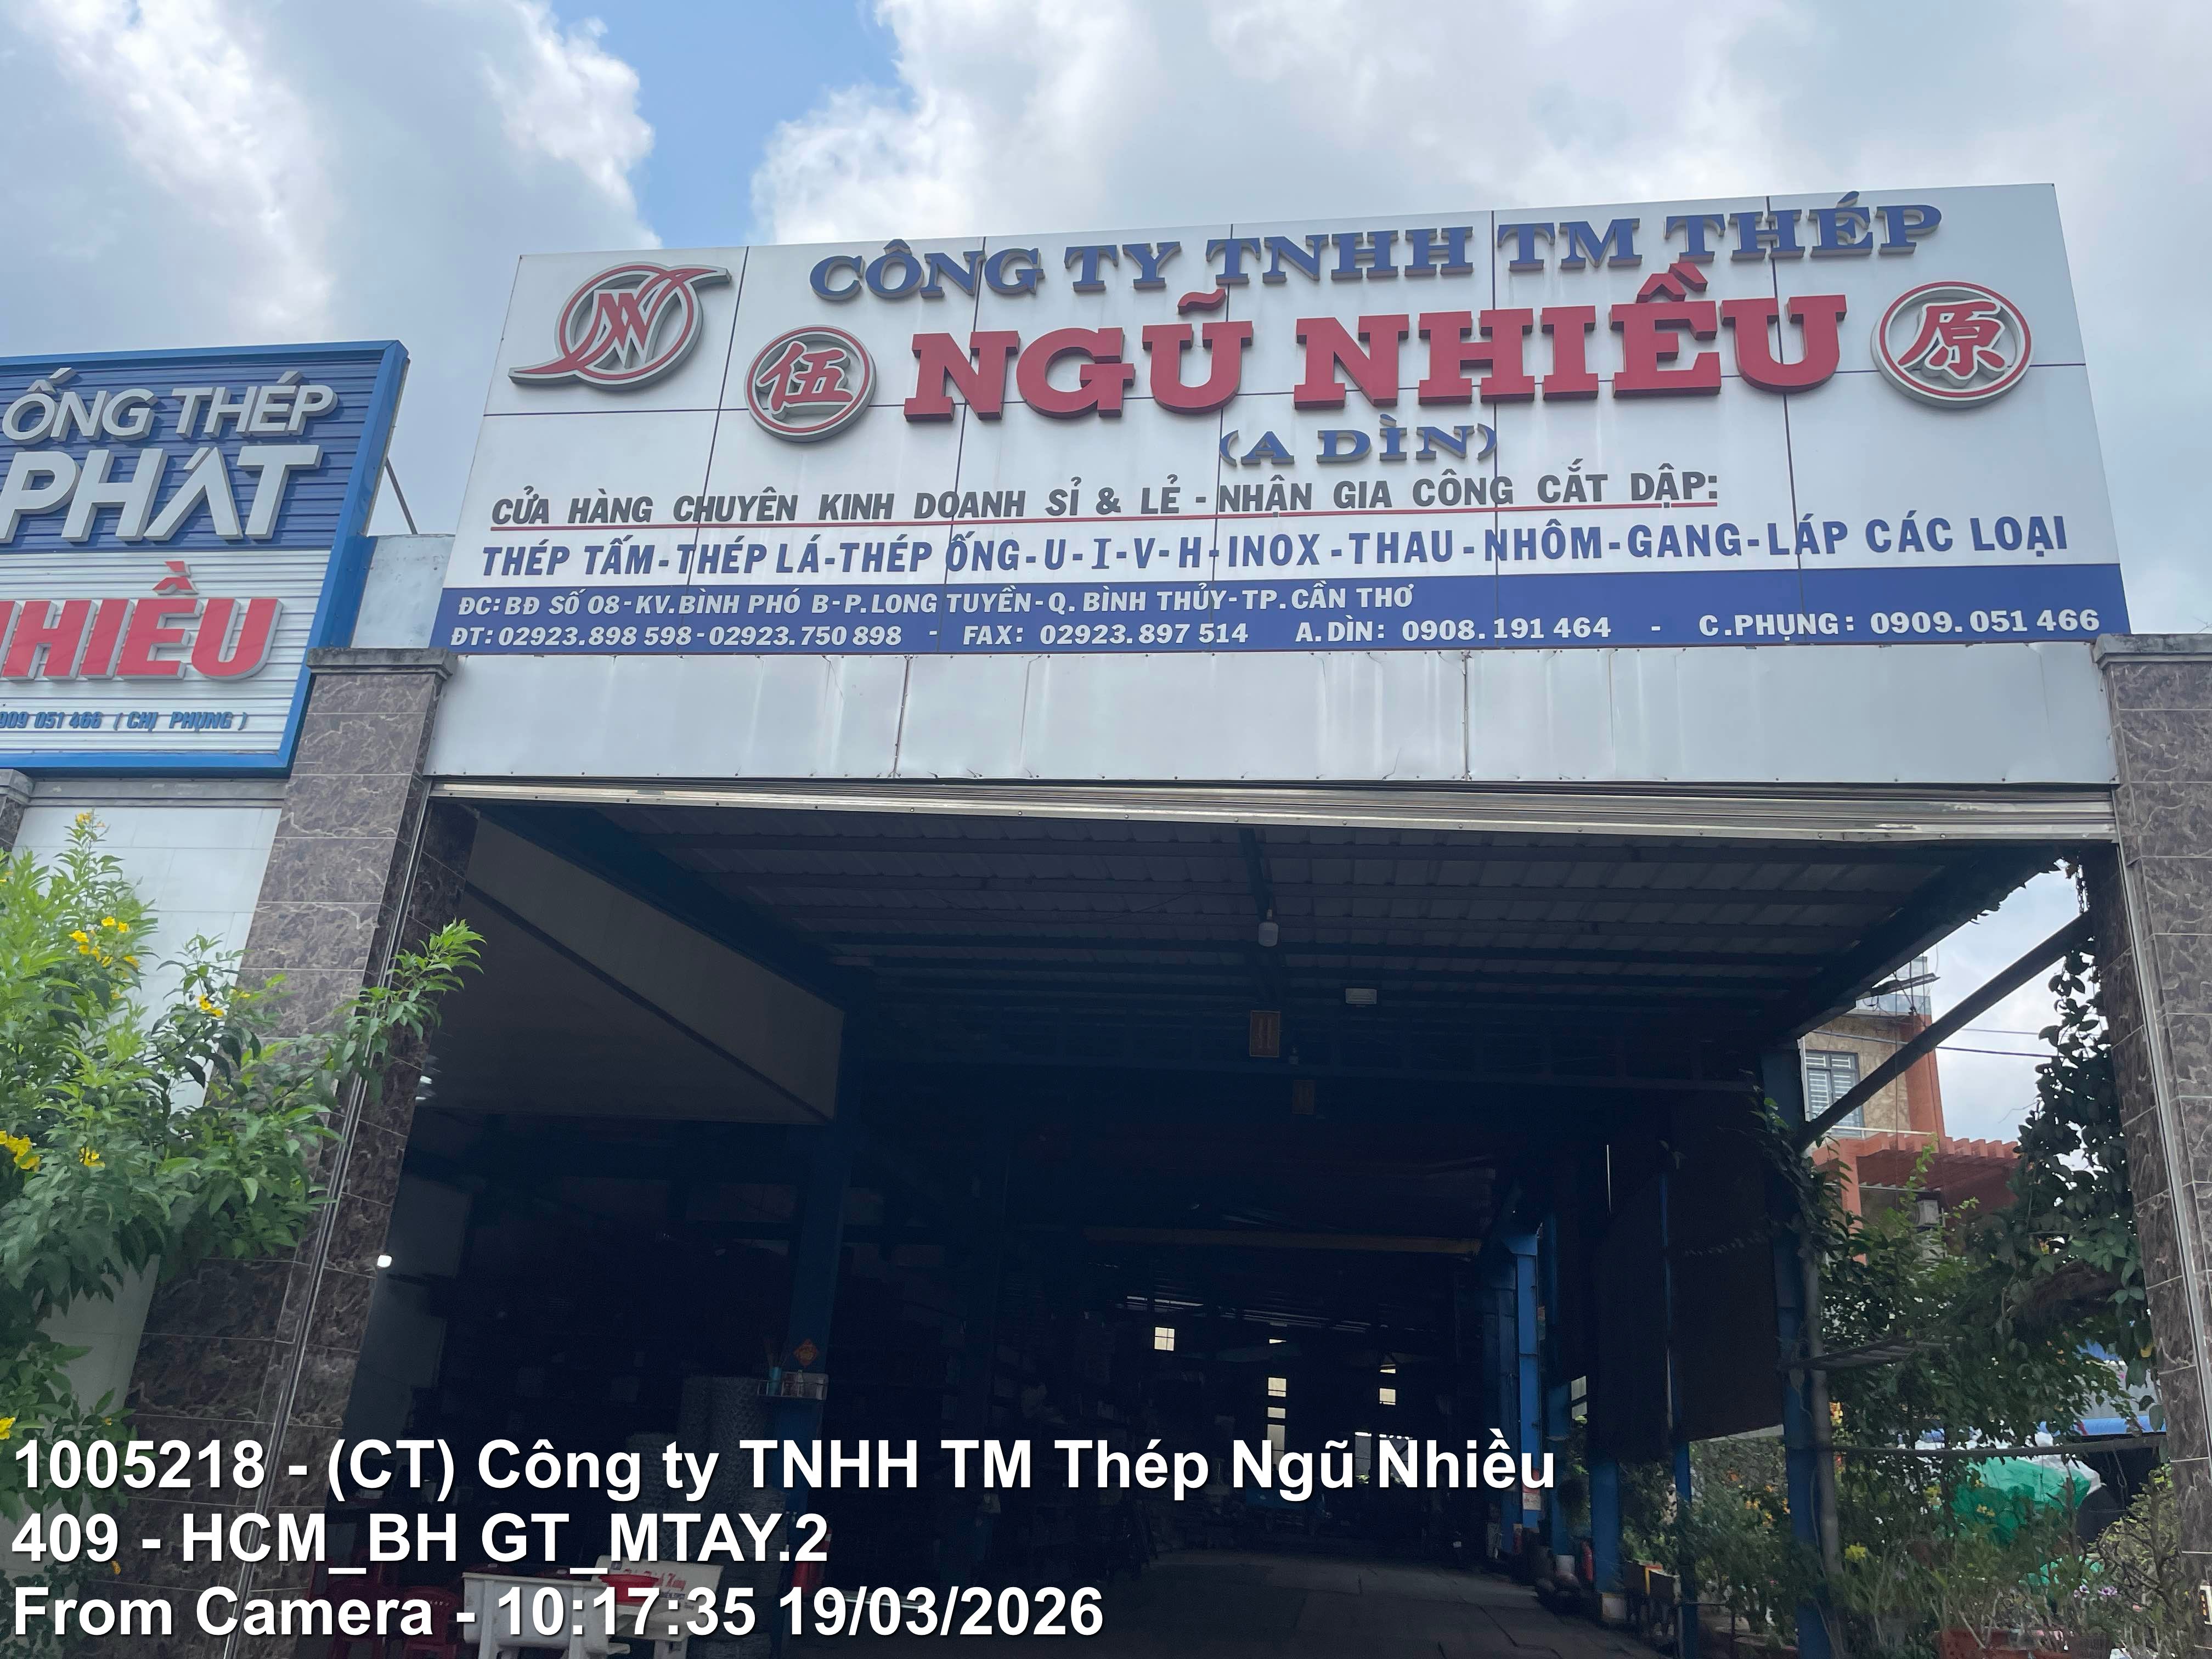 CÔNG TY TNHH TM THÉP
伍 NGŨ NHIỀU 原
(A DÌN)
CỬA HÀNG CHUYÊN KINH DOANH SỈ & LẺ - NHẬN GIA CÔNG CẮT DẬP:
THÉP TẤM-THÉP LÁ-THÉP ỐNG-U-I-V-H-INOX-THAU-NHÔM-GANG-LÁP CÁC LOẠI
ĐC: BĐ SỐ 08-KV.BÌNH PHÓ B-P.LONG TUYỀN-Q. BÌNH THỦY-TP.CẦN THƠ
ĐT: 02923.898 598-02923.750 898 - FAX: 02923.897 514 A.DÌN: 0908.191 464 - C.PHỤNG: 0909.051 466
ỐNG THÉP
PHÁT
HIỀU
909 051 466 ( CHỊ PHỤNG )
1005218 - (CT) Công ty TNHH TM Thép Ngũ Nhiều
409 - HCM_BH GT_MTAY.2
From Camera - 10:17:35 19/03/2026